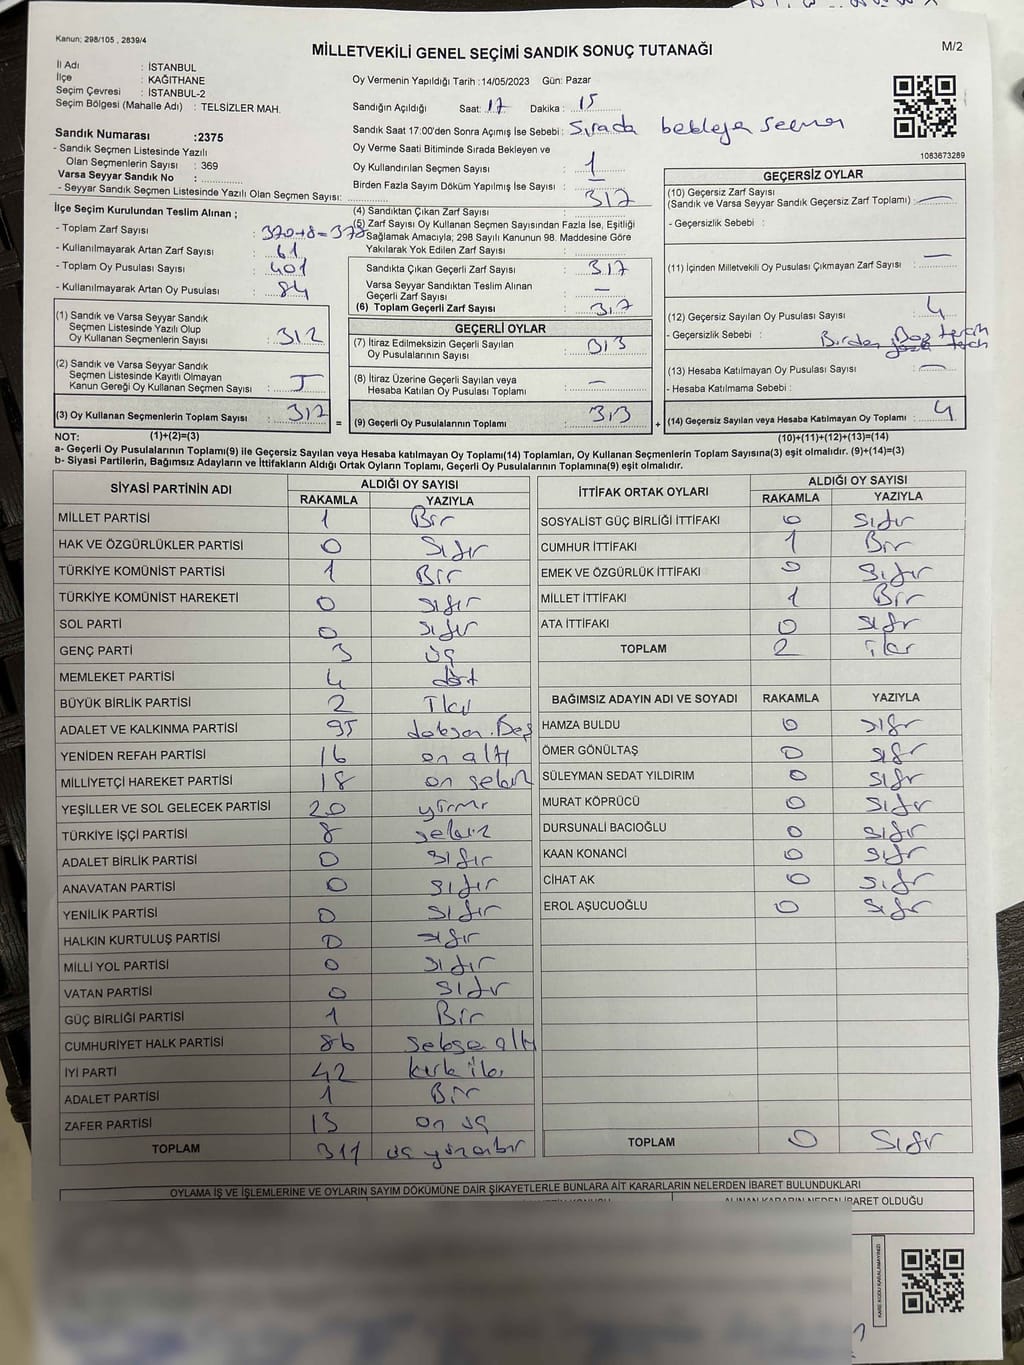 Kanun; 298/105 , 2839/4
MİLLETVEKİLİ GENEL SEÇİMİ SANDIK SONUÇ TUTANAĞI
M/2
İl Adı : İSTANBUL
İlçe : KAĞITHANE
Seçim Çevresi : İSTANBUL-2
Seçim Bölgesi (Mahalle Adı) : TELSİZLER MAH.
Oy Vermenin Yapıldığı Tarih : 14/05/2023 Gün: Pazar
Sandığın Açıldığı Saat: 17 Dakika : 15
Sandık Saat 17:00'den Sonra Açımış İse Sebebi : Sırada bekleyen seçmen
Oy Verme Saati Bitiminde Sırada Bekleyen ve
Oy Kullandırılan Seçmen Sayısı : 1
Birden Fazla Sayım Döküm Yapılmış İse Sayısı : —
1083673289
Sandık Numarası :2375
- Sandık Seçmen Listesinde Yazılı
Olan Seçmenlerin Sayısı : 369
Varsa Seyyar Sandık No :
- Seyyar Sandık Seçmen Listesinde Yazılı Olan Seçmen Sayısı:
İlçe Seçim Kurulundan Teslim Alınan ;
- Toplam Zarf Sayısı : 370+8=378
- Kullanılmayarak Artan Zarf Sayısı : 61
- Toplam Oy Pusulası Sayısı : 401
- Kullanılmayarak Artan Oy Pusulası : 84
(4) Sandıktan Çıkan Zarf Sayısı : 317
(5) Zarf Sayısı Oy Kullanan Seçmen Sayısından Fazla İse, Eşitliği
Sağlamak Amacıyla; 298 Sayılı Kanunun 98. Maddesine Göre
Yakılarak Yok Edilen Zarf Sayısı :
Sandıkta Çıkan Geçerli Zarf Sayısı : 317
Varsa Seyyar Sandıktan Teslim Alınan
Geçerli Zarf Sayısı : —
(6) Toplam Geçerli Zarf Sayısı : 317
GEÇERSİZ OYLAR
(10) Geçersiz Zarf Sayısı
(Sandık ve Varsa Seyyar Sandık Geçersiz Zarf Toplamı) : —
- Geçersizlik Sebebi :
(11) İçinden Milletvekili Oy Pusulası Çıkmayan Zarf Sayısı : —
(12) Geçersiz Sayılan Oy Pusulası Sayısı : 4
- Geçersizlik Sebebi : Birden
(13) Hesaba Katılmayan Oy Pusulası Sayısı : —
- Hesaba Katılmama Sebebi :
(14) Geçersiz Sayılan veya Hesaba Katılmayan Oy Toplamı : 4
(10)+(11)+(12)+(13)=(14)
(1) Sandık ve Varsa Seyyar Sandık
Seçmen Listesinde Yazılı Olup
Oy Kullanan Seçmenlerin Sayısı : 312
(2) Sandık ve Varsa Seyyar Sandık
Seçmen Listesinde Kayıtlı Olmayan
Kanun Gereği Oy Kullanan Seçmen Sayısı : 5
(3) Oy Kullanan Seçmenlerin Toplam Sayısı : 317
GEÇERLİ OYLAR
(7) İtiraz Edilmeksizin Geçerli Sayılan
Oy Pusulalarının Sayısı : 313
(8) İtiraz Üzerine Geçerli Sayılan veya
Hesaba Katılan Oy Pusulası Toplamı : —
= (9) Geçerli Oy Pusulalarının Toplamı : 313 +
NOT: (1)+(2)=(3)
a- Geçerli Oy Pusulalarının Toplamı(9) ile Geçersiz Sayılan veya Hesaba katılmayan Oy Toplamı(14) Toplamları, Oy Kullanan Seçmenlerin Toplam Sayısına(3) eşit olmalıdır. (9)+(14)=(3)
b- Siyasi Partilerin, Bağımsız Adayların ve İttifakların Aldığı Ortak Oyların Toplamı, Geçerli Oy Pusulalarının Toplamına(9) eşit olmalıdır.
SİYASİ PARTİNİN ADI ALDIĞI OY SAYISI
RAKAMLA YAZIYLA
MİLLET PARTİSİ 1 Bir
HAK VE ÖZGÜRLÜKLER PARTİSİ 0 Sıfır
TÜRKİYE KOMÜNİST PARTİSİ 1 Bir
TÜRKİYE KOMÜNİST HAREKETİ 0 sıfır
SOL PARTİ 0 sıfır
GENÇ PARTİ 3 üç
MEMLEKET PARTİSİ 4 dört
BÜYÜK BİRLİK PARTİSİ 2 İki
ADALET VE KALKINMA PARTİSİ 95 doksan Beş
YENİDEN REFAH PARTİSİ 16 on altı
MİLLİYETÇİ HAREKET PARTİSİ 18 on sekiz
YEŞİLLER VE SOL GELECEK PARTİSİ 20 yirmi
TÜRKİYE İŞÇİ PARTİSİ 8 sekiz
ADALET BİRLİK PARTİSİ 0 sıfır
ANAVATAN PARTİSİ 0 sıfır
YENİLİK PARTİSİ 0 sıfır
HALKIN KURTULUŞ PARTİSİ 0 sıfır
MİLLİ YOL PARTİSİ 0 sıfır
VATAN PARTİSİ 0 sıfır
GÜÇ BİRLİĞİ PARTİSİ 1 Bir
CUMHURİYET HALK PARTİSİ 86 Seksen altı
İYİ PARTİ 42 kırk iki
ADALET PARTİSİ 1 Bir
ZAFER PARTİSİ 13 on üç
TOPLAM 311 üç yüz onbir
İTTİFAK ORTAK OYLARI ALDIĞI OY SAYISI
RAKAMLA YAZIYLA
SOSYALİST GÜÇ BİRLİĞİ İTTİFAKI 0 sıfır
CUMHUR İTTİFAKI 1 Bir
EMEK VE ÖZGÜRLÜK İTTİFAKI 0 sıfır
MİLLET İTTİFAKI 1 Bir
ATA İTTİFAKI 0 sıfır
TOPLAM 2 iki
BAĞIMSIZ ADAYIN ADI VE SOYADI RAKAMLA YAZIYLA
HAMZA BULDU 0 sıfır
ÖMER GÖNÜLTAŞ 0 sıfır
SÜLEYMAN SEDAT YILDIRIM 0 sıfır
MURAT KÖPRÜCÜ 0 sıfır
DURSUNALİ BACIOĞLU 0 sıfır
KAAN KONANCİ 0 sıfır
CİHAT AK 0 sıfır
EROL AŞUCUOĞLU 0 sıfır
TOPLAM 0 Sıfır
OYLAMA İŞ VE İŞLEMLERİNE VE OYLARIN SAYIM DÖKÜMÜNE DAİR ŞİKAYETLERLE BUNLARA AİT KARARLARIN NELERDEN İBARET BULUNDUKLARI
ALINAN KARARIN NEDEN İBARET OLDUĞU
KARE KODU KARALAMAYINIZ!